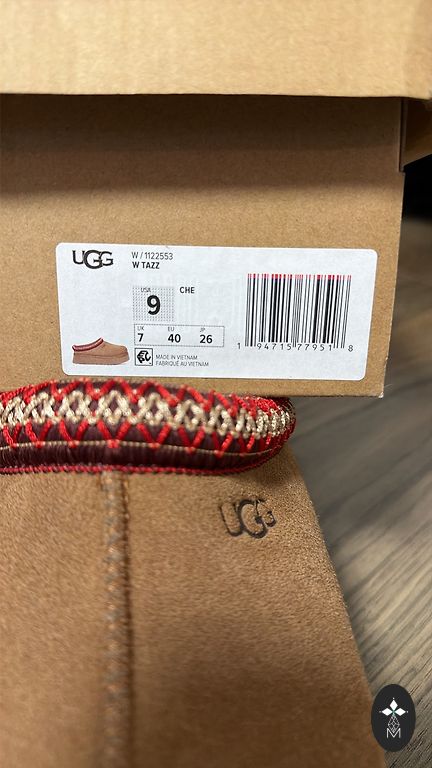 UGG
W / 1122553
W TAZZ
USA
9
CHE
UK
7
EU
40
JP
26
MADE IN VIETNAM
FABRIQUÉ AU VIETNAM
1 94715 77951 8
UGG
M